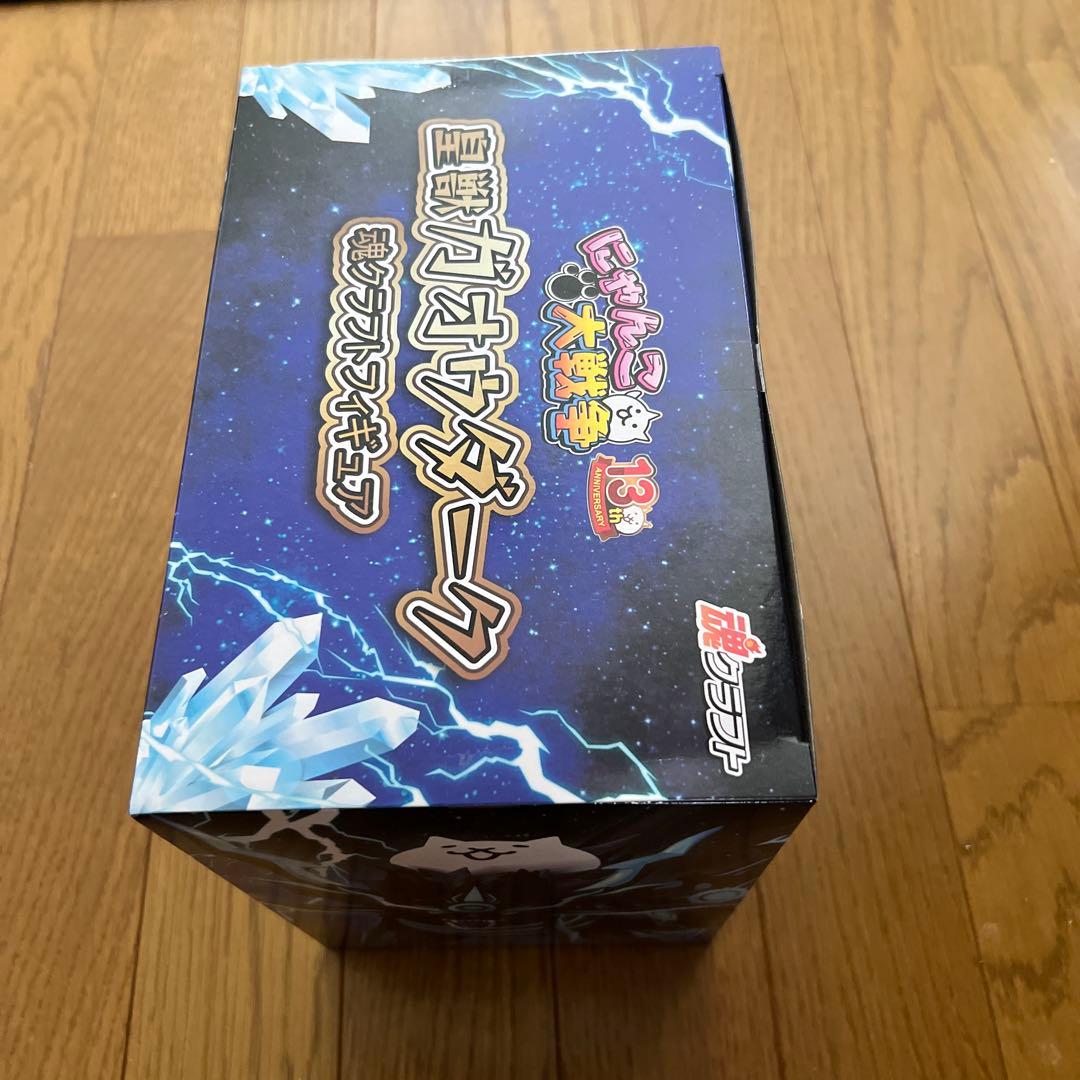 にゃんこ
大戦争
13th
ANNIVERSARY
皇獣ガオウダーク
魂クラフトフィギュア
魂クラフト